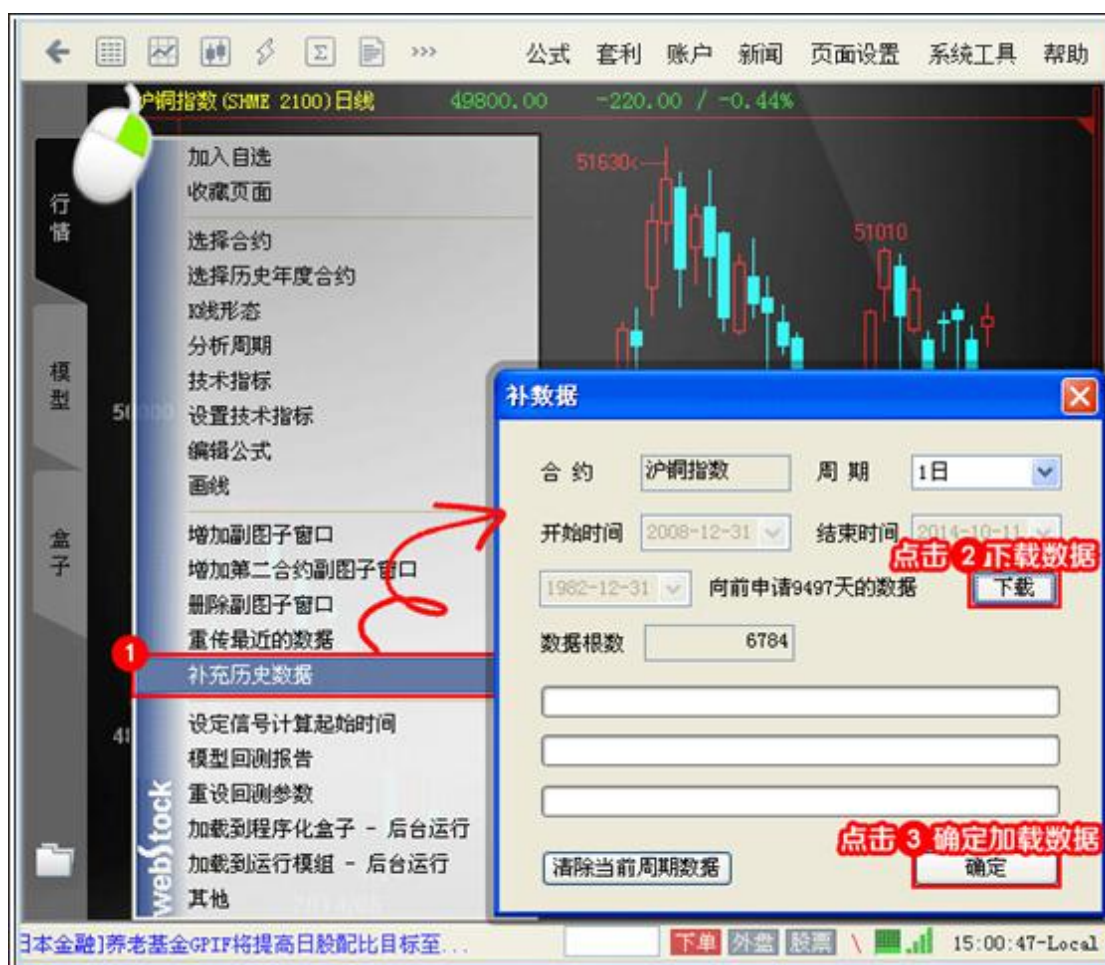 >>> 公式 套利 账户 新闻 页面设置 系统工具 帮助
沪铜指数(SHME 2100)日线 49800.00 -220.00 / -0.44%
行情
模型
盒子
51630
51010
加入自选
收藏页面
选择合约
选择历史年度合约
K线形态
分析周期
技术指标
设置技术指标
编辑公式
画线
增加副图子窗口
增加第二合约副图子窗口
删除副图子窗口
重传最近的数据
1
补充历史数据
设定信号计算起始时间
模型回测报告
重设回测参数
加载到程序化盒子 - 后台运行
加载到运行模组 - 后台运行
其他
webstock
补数据
合 约 沪铜指数 周 期 1日
开始时间 2008-12-31 结束时间 2014-10-11
点击 2 下载数据
1982-12-31 向前申请9497天的数据 下载
数据根数 6784
点击 3 确定加载数据
清除当前周期数据 确定
日本金融]养老基金GPIF将提高日股配比目标至... 下单 外盘 股票 15:00:47-Local